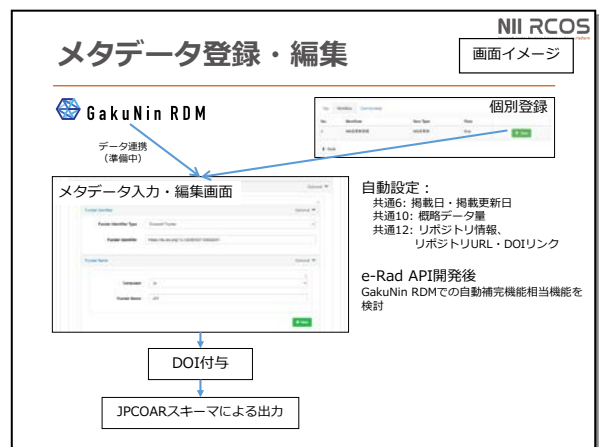 NII RCOS
メタデータ登録・編集
画面イメージ
GakuNin RDM
個別登録
データ連携
（準備中）
メタデータ入力・編集画面
Funder Identifier
Optional
Funder Identifier Type
Funder Identifier
Funder Name
Optional
Language
ja
Funder Name
自動設定：
共通6: 掲載日・掲載更新日
共通10: 概略データ量
共通12: リポジトリ情報、
リポジトリURL・DOIリンク
e-Rad API開発後
GakuNin RDMでの自動補完機能相当機能を
検討
DOI付与
JPCOARスキーマによる出力